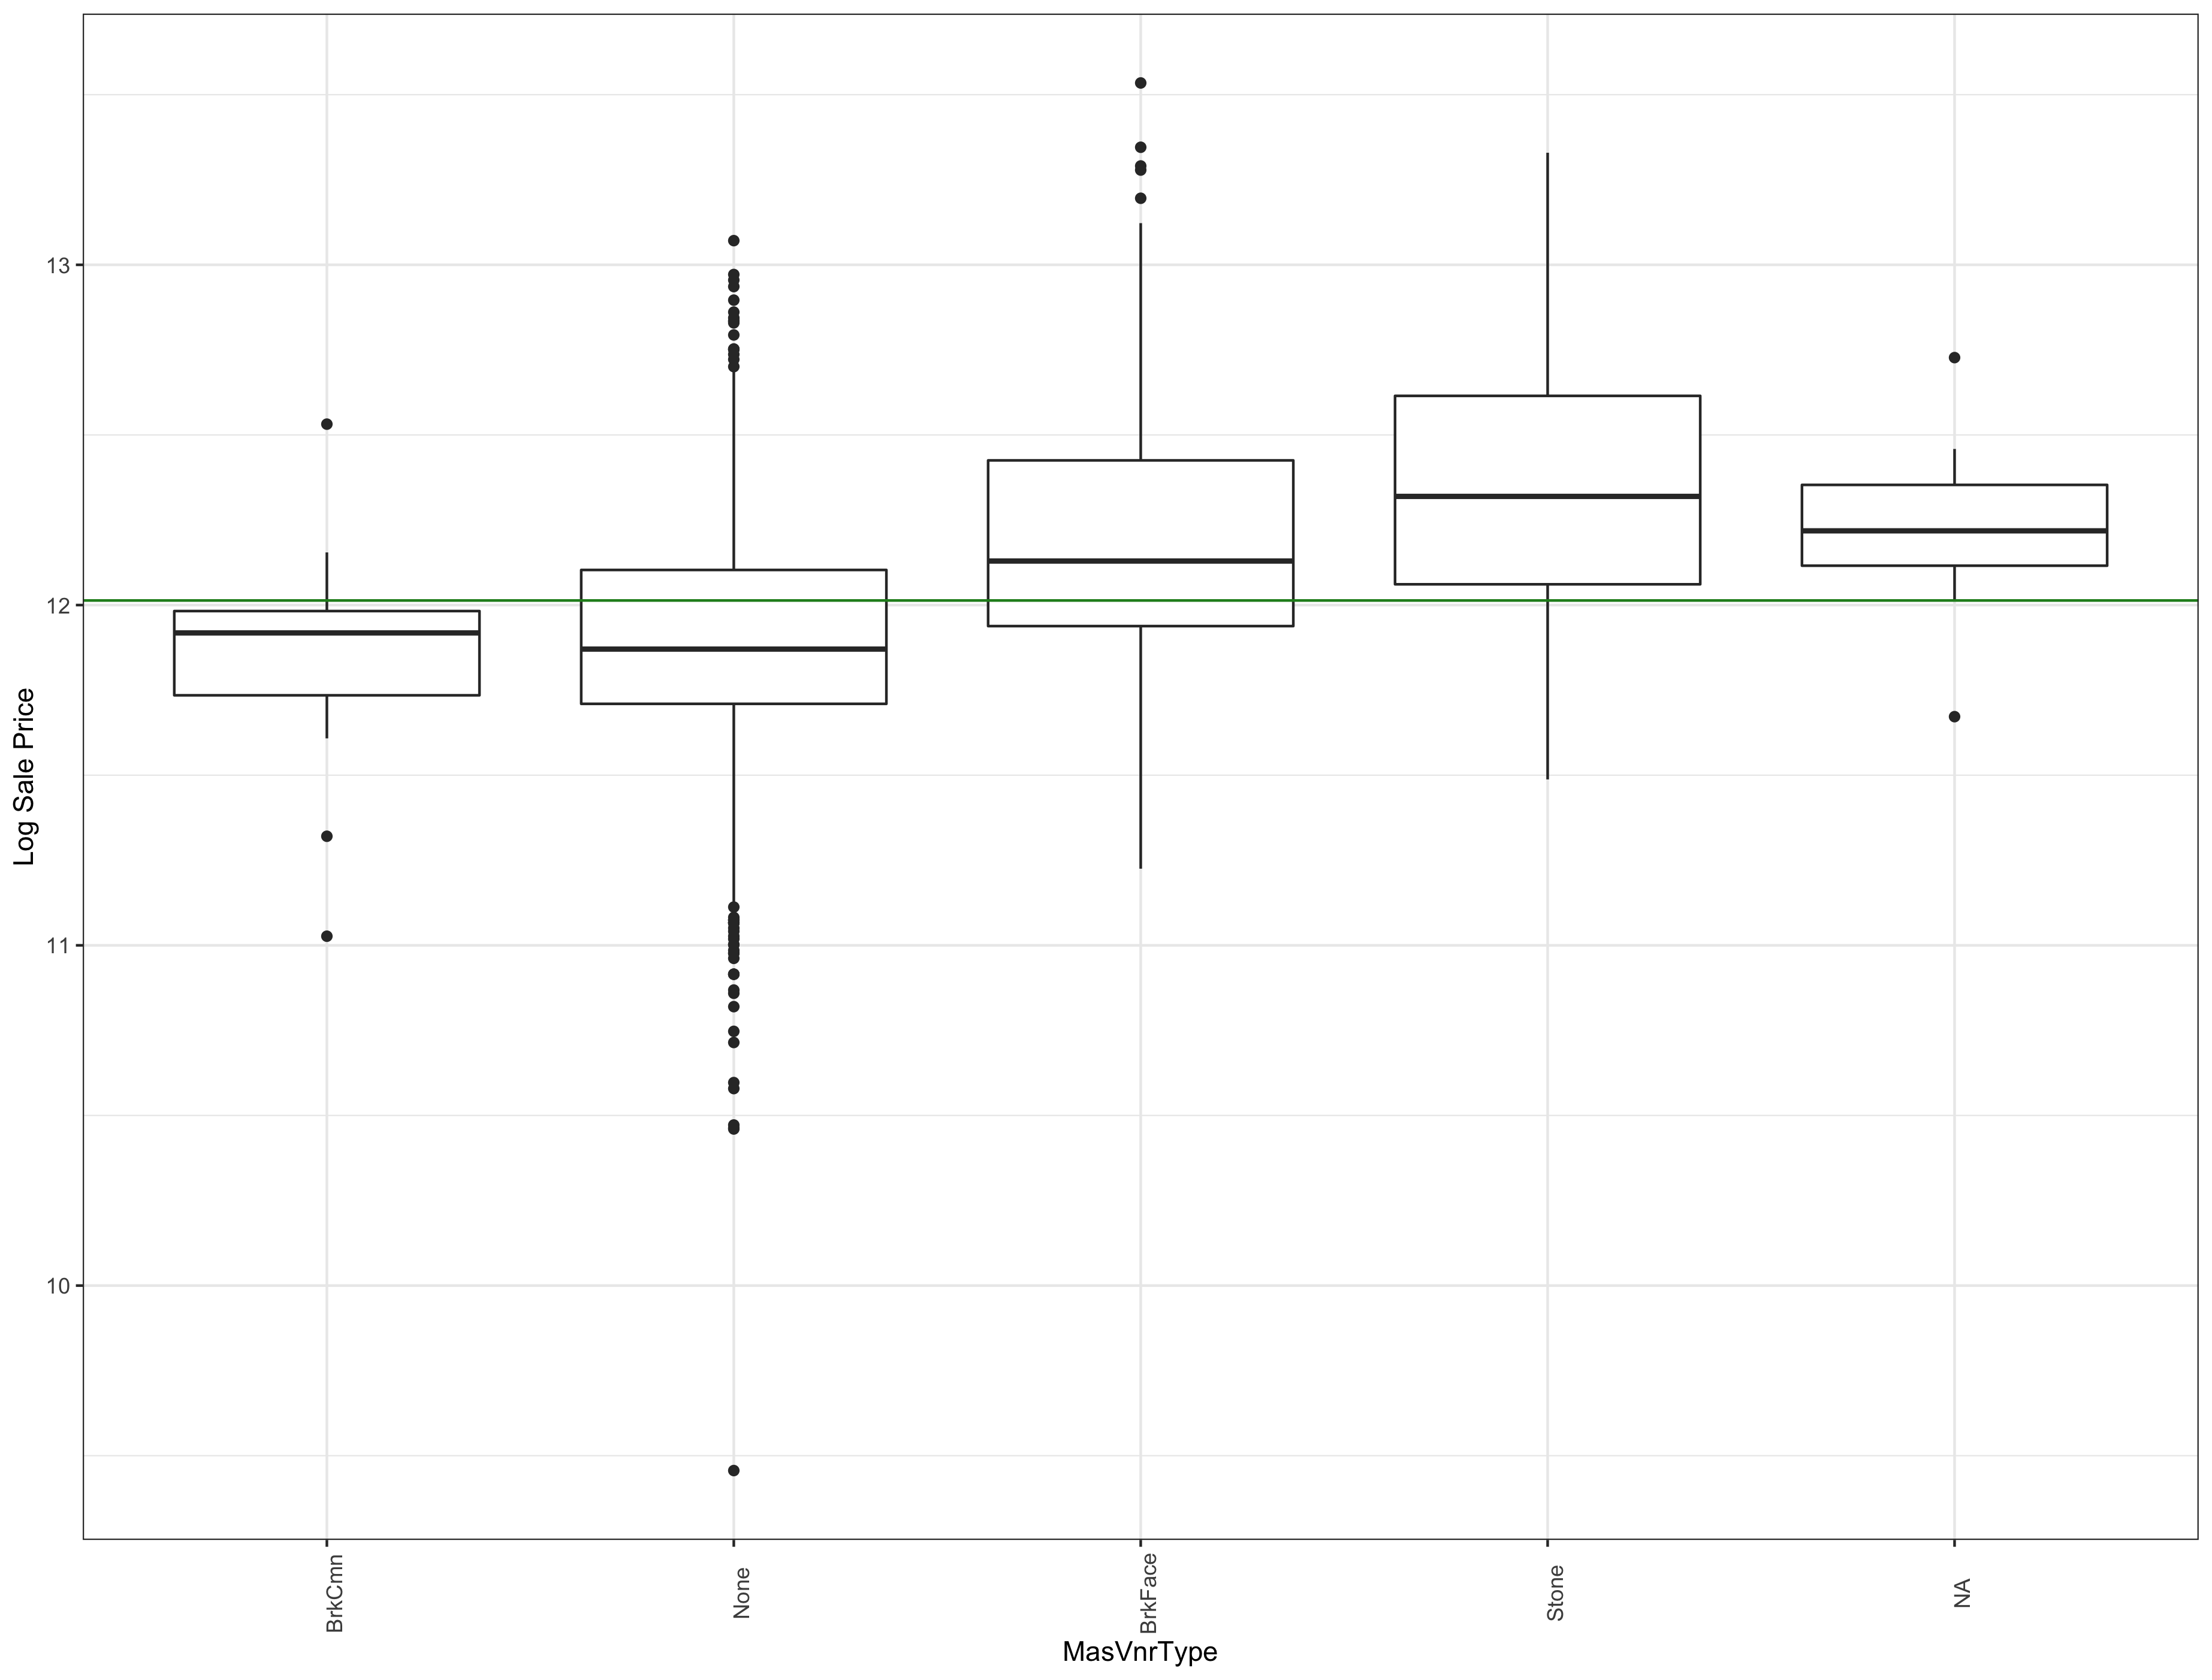 Log Sale Price
13
12
11
10
BrkCmn
None
BrkFace
Stone
NA
MasVnrType